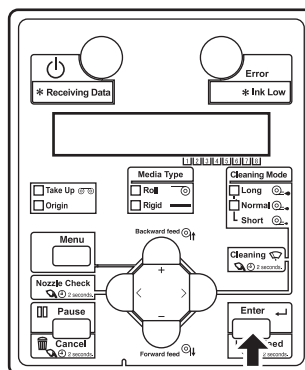 Error
* Receiving Data
* Ink Low
1 2 3 4 5 6 7 8
Media Type
Cleaning Mode
Take Up
Roll
Long
Origin
Rigid
Normal
Short
Menu
Backward feed
Cleaning
2 seconds.
Nozzle Check
2 seconds.
+
< >
−
Pause
Enter
Cancel
2 seconds.
Forward feed
2 seconds.